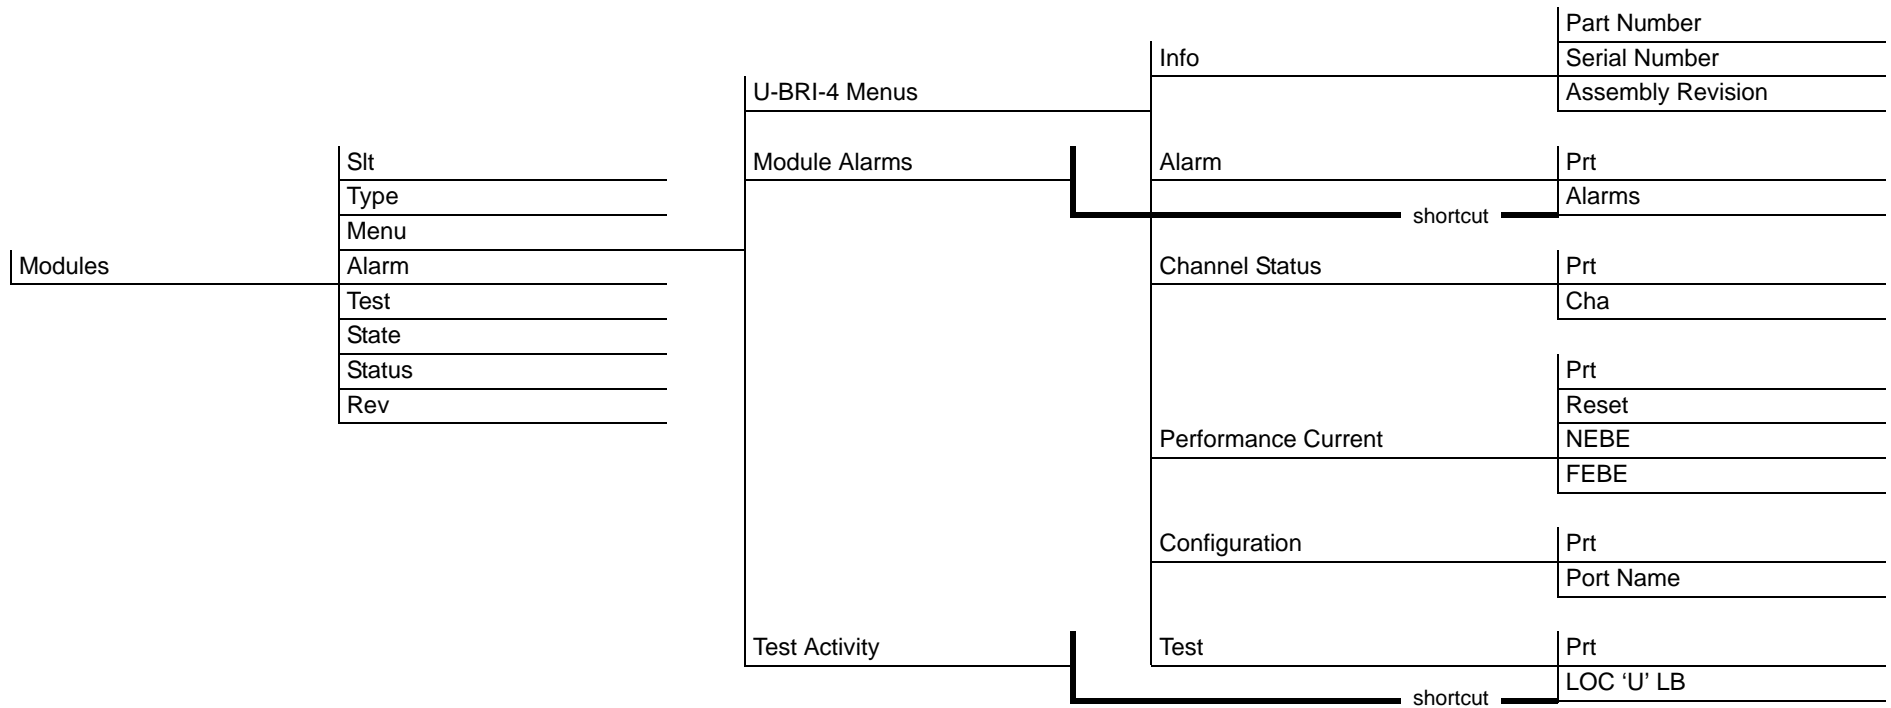 Modules
Slt
Type
Menu
Alarm
Test
State
Status
Rev
U-BRI-4 Menus
Module Alarms
Test Activity
Info
Alarm
shortcut
Channel Status
Performance Current
Configuration
Test
shortcut
Part Number
Serial Number
Assembly Revision
Prt
Alarms
Prt
Cha
Prt
Reset
NEBE
FEBE
Prt
Port Name
Prt
LOC ‘U’ LB